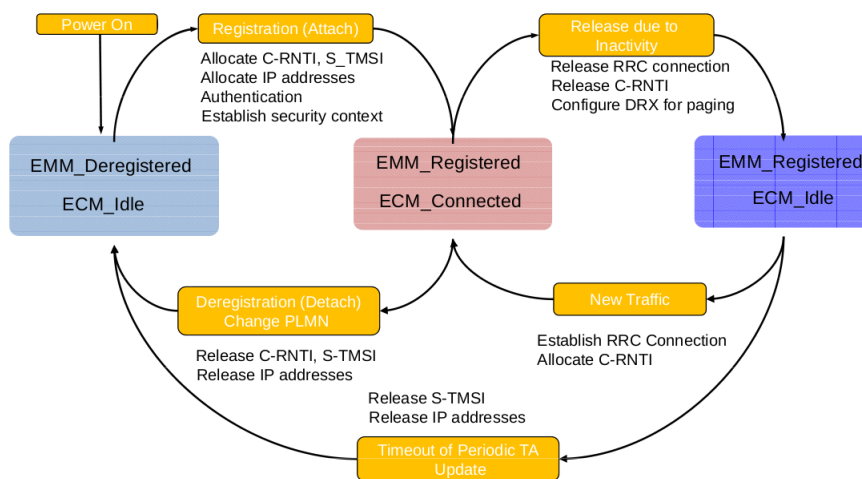 Power On
Registration (Attach)
Allocate C-RNTI, S_TMSI
Allocate IP addresses
Authentication
Establish security context
Release due to
Inactivity
Release RRC connection
Release C-RNTI
Configure DRX for paging
EMM_Deregistered
ECM_Idle
EMM_Registered
ECM_Connected
EMM_Registered
ECM_Idle
Deregistration (Detach)
Change PLMN
Release C-RNTI, S-TMSI
Release IP addresses
New Traffic
Establish RRC Connection
Allocate C-RNTI
Release S-TMSI
Release IP addresses
Timeout of Periodic TA
Update